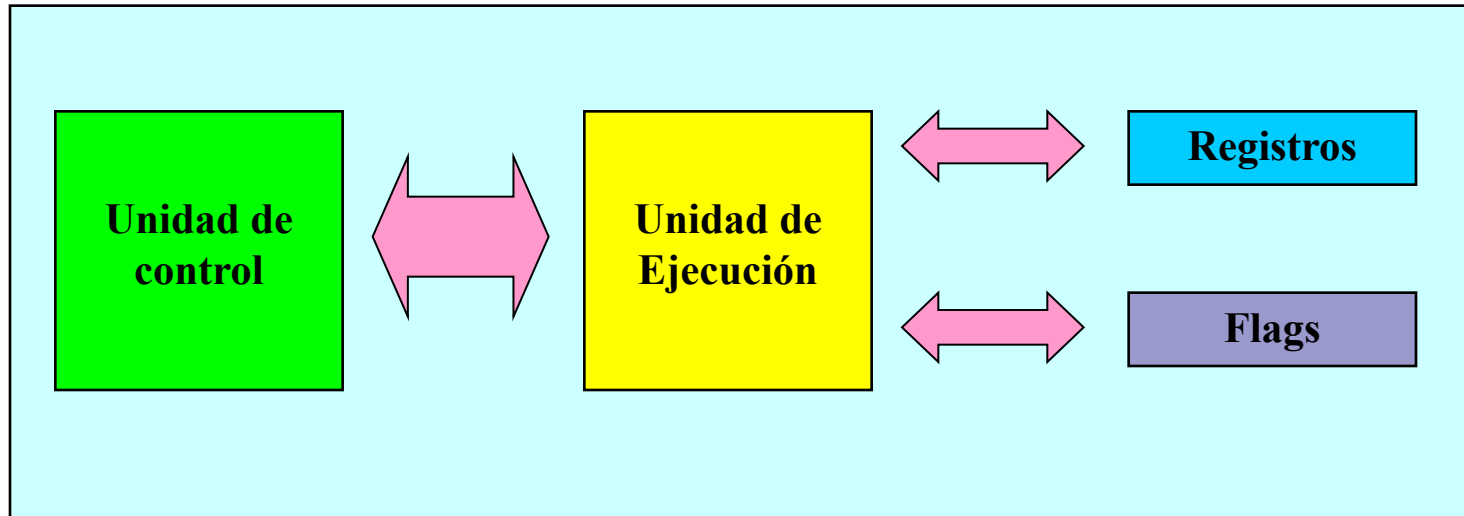 Unidad de
control
Unidad de
Ejecución
Registros
Flags